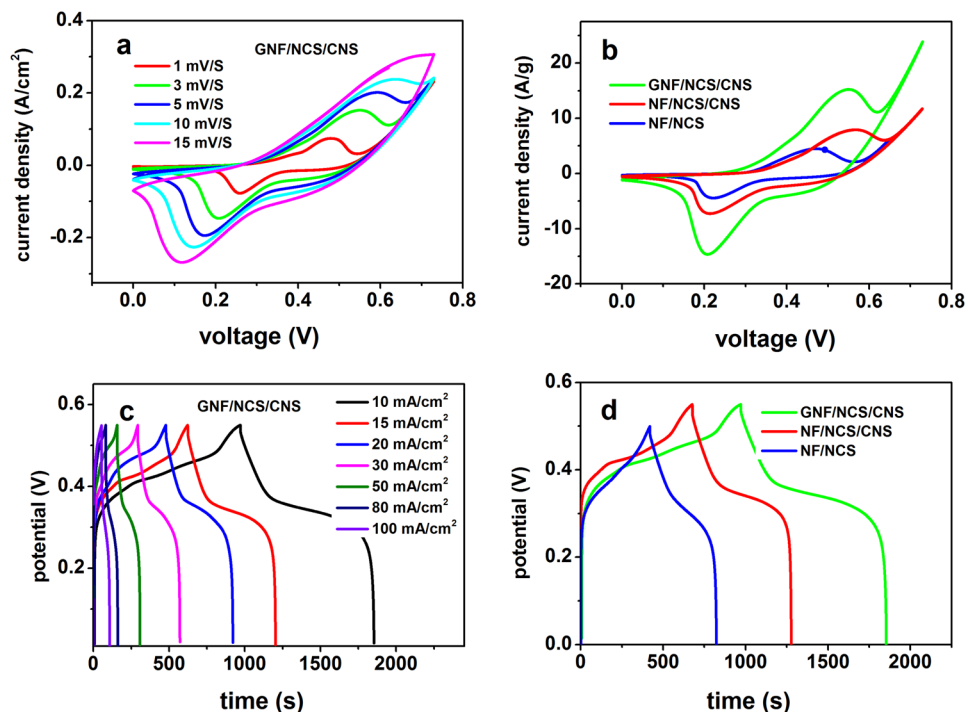 a
GNF/NCS/CNS
1 mV/S
3 mV/S
5 mV/S
10 mV/S
15 mV/S
current density (A/cm²)
0.4
0.2
0.0
-0.2
0.0 0.2 0.4 0.6 0.8
voltage (V)
b
GNF/NCS/CNS
NF/NCS/CNS
NF/NCS
current density (A/g)
20
10
0
-10
-20
0.0 0.2 0.4 0.6 0.8
voltage (V)
c
GNF/NCS/CNS
10 mA/cm²
15 mA/cm²
20 mA/cm²
30 mA/cm²
50 mA/cm²
80 mA/cm²
100 mA/cm²
potential (V)
0.6
0.4
0.2
0 500 1000 1500 2000
time (s)
d
GNF/NCS/CNS
NF/NCS/CNS
NF/NCS
potential (V)
0.6
0.4
0.2
0.0
0 500 1000 1500 2000
time (s)